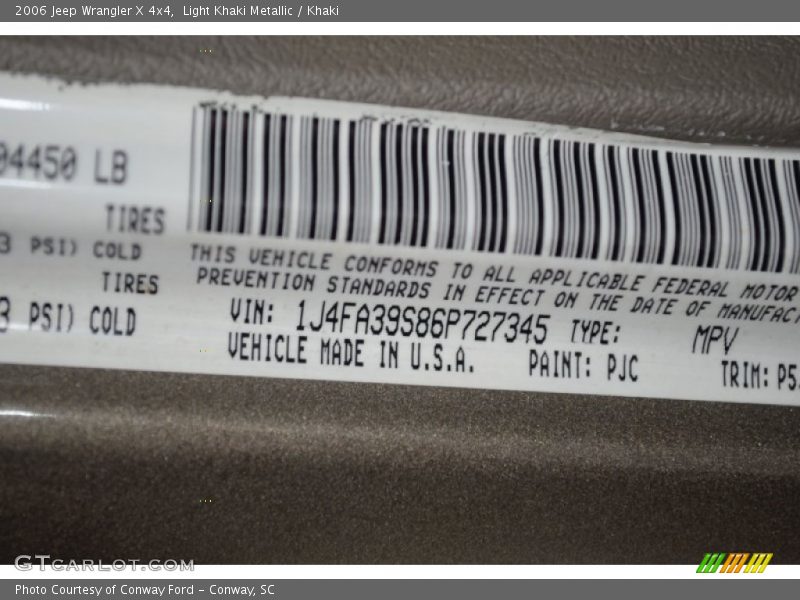 2006 Jeep Wrangler X 4x4, Light Khaki Metallic / Khaki
04450 LB
TIRES
3 PSI) COLD
TIRES
3 PSI) COLD
THIS VEHICLE CONFORMS TO ALL APPLICABLE FEDERAL MOTOR
PREVENTION STANDARDS IN EFFECT ON THE DATE OF MANUFAC
VIN: 1J4FA39S86P727345 TYPE: MPV
VEHICLE MADE IN U.S.A. PAINT: PJC TRIM: P5
GTCARLOT.COM
Photo Courtesy of Conway Ford – Conway, SC